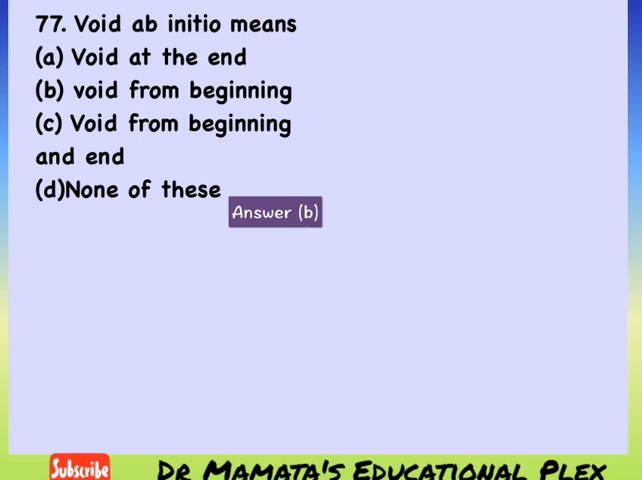 77. Void ab initio means
(a) Void at the end
(b) void from beginning
(c) Void from beginning
and end
(d)None of these
Answer (b)
Subscribe
DR MAMATA'S EDUCATIONAL PLEX